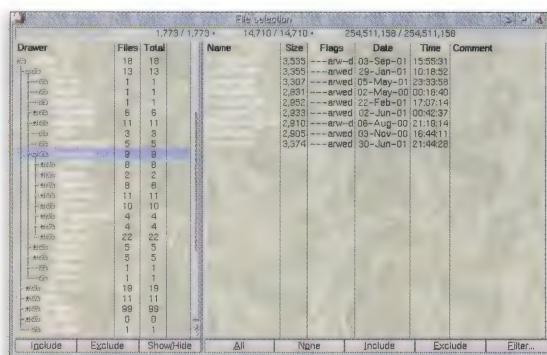 File selection
1,773 / 1,773 • 14,710 / 14,710 • 254,511,158 / 254,511,158
Drawer Files Total Name Size Flags Date Time Comment
18 18 3,535 ---arw-d 03-Sep-01 15:55:31
13 13 3,355 ---arwed 29-Jan-01 10:18:52
1 1 3,307 ---arwed 05-May-01 23:33:58
1 1 2,831 ---arwed 02-May-00 00:18:40
1 1 2,952 ---arwed 22-Feb-01 17:07:14
6 6 2,933 ---arwed 02-Jun-01 00:42:37
11 11 2,910 ---arw-d 06-Aug-00 21:19:14
3 3 2,905 ---arwed 03-Nov-00 16:44:11
5 5 3,374 ---arwed 30-Jun-01 21:44:28
9 9
8 8
2 2
8 8
11 11
10 10
4 4
4 4
22 22
5 5
5 5
1 1
1 1
19 19
11 11
99 99
0 0
1 1
Include Exclude Show/Hide All None Include Exclude Filter...